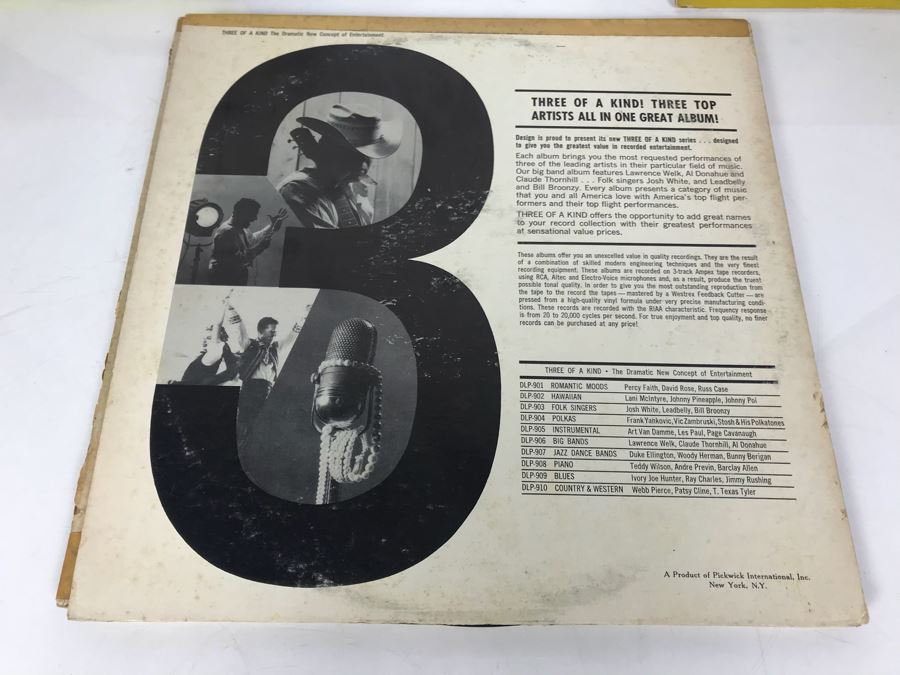 THREE OF A KIND The Dramatic New Concept of Entertainment
THREE OF A KIND! THREE TOP
ARTISTS ALL IN ONE GREAT ALBUM!
Design is proud to present its new THREE OF A KIND series . . . designed
to give you the greatest value in recorded entertainment.
Each album brings you the most requested performances of
three of the leading artists in their particular field of music.
Our big band album features Lawrence Welk, Al Donahue and
Claude Thornhill . . . Folk singers Josh White, and Leadbelly
and Bill Broonzy. Every album presents a category of music
that you and all America love with America's top flight per-
formers and their top flight performances.
THREE OF A KIND offers the opportunity to add great names
to your record collection with their greatest performances
at sensational value prices.
These albums offer you an unexcelled value in quality recordings. They are the result
of a combination of skilled modern engineering techniques and the very finest
recording equipment. These albums are recorded on 3-track Ampex tape recorders,
using RCA, Altec and Electro-Voice microphones and, as a result, produce the truest
possible tonal quality. In order to give you the most outstanding reproduction from
the tape to the record the tapes — mastered by a Westrex Feedback Cutter — are
pressed from a high-quality vinyl formula under very precise manufacturing condi-
tions. These records are recorded with the RIAA characteristic. Frequency response
is from 20 to 20,000 cycles per second. For true enjoyment and top quality, no finer
records can be purchased at any price!
THREE OF A KIND • The Dramatic New Concept of Entertainment
DLP-901 ROMANTIC MOODS Percy Faith, David Rose, Russ Case
DLP-902 HAWAIIAN Lani McIntyre, Johnny Pineapple, Johnny Poi
DLP-903 FOLK SINGERS Josh White, Leadbelly, Bill Broonzy
DLP-904 POLKAS Frank Yankovic, Vic Zambruski, Stosh & His Polkatones
DLP-905 INSTRUMENTAL Art Van Damme, Les Paul, Page Cavanaugh
DLP-906 BIG BANDS Lawrence Welk, Claude Thornhill, Al Donahue
DLP-907 JAZZ DANCE BANDS Duke Ellington, Woody Herman, Bunny Berigan
DLP-908 PIANO Teddy Wilson, Andre Previn, Barclay Allen
DLP-909 BLUES Ivory Joe Hunter, Ray Charles, Jimmy Rushing
DLP-910 COUNTRY & WESTERN Webb Pierce, Patsy Cline, T. Texas Tyler
A Product of Pickwick International, Inc.
New York, N.Y.
3